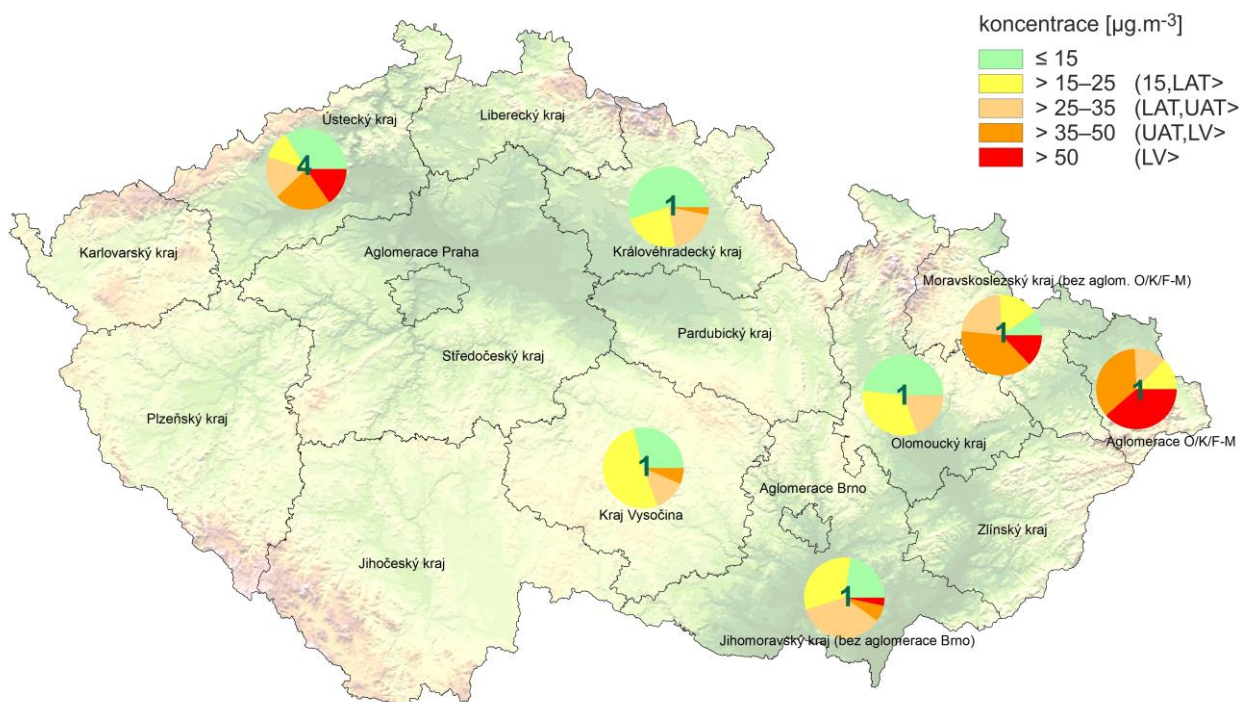 koncentrace [µg.m⁻³]
≤ 15
> 15–25 (15,LAT>
> 25–35 (LAT,UAT>
> 35–50 (UAT,LV>
> 50 (LV>
Ústecký kraj
4
Liberecký kraj
1
Královéhradecký kraj
Karlovarský kraj
Aglomerace Praha
Moravskoslezský kraj (bez aglom. O/K/F-M)
1
Pardubický kraj
Středočeský kraj
1
1
Plzeňský kraj
Olomoucký kraj
Aglomerace O/K/F-M
1
Kraj Vysočina
Aglomerace Brno
Zlínský kraj
Jihočeský kraj
1
Jihomoravský kraj (bez aglomerace Brno)